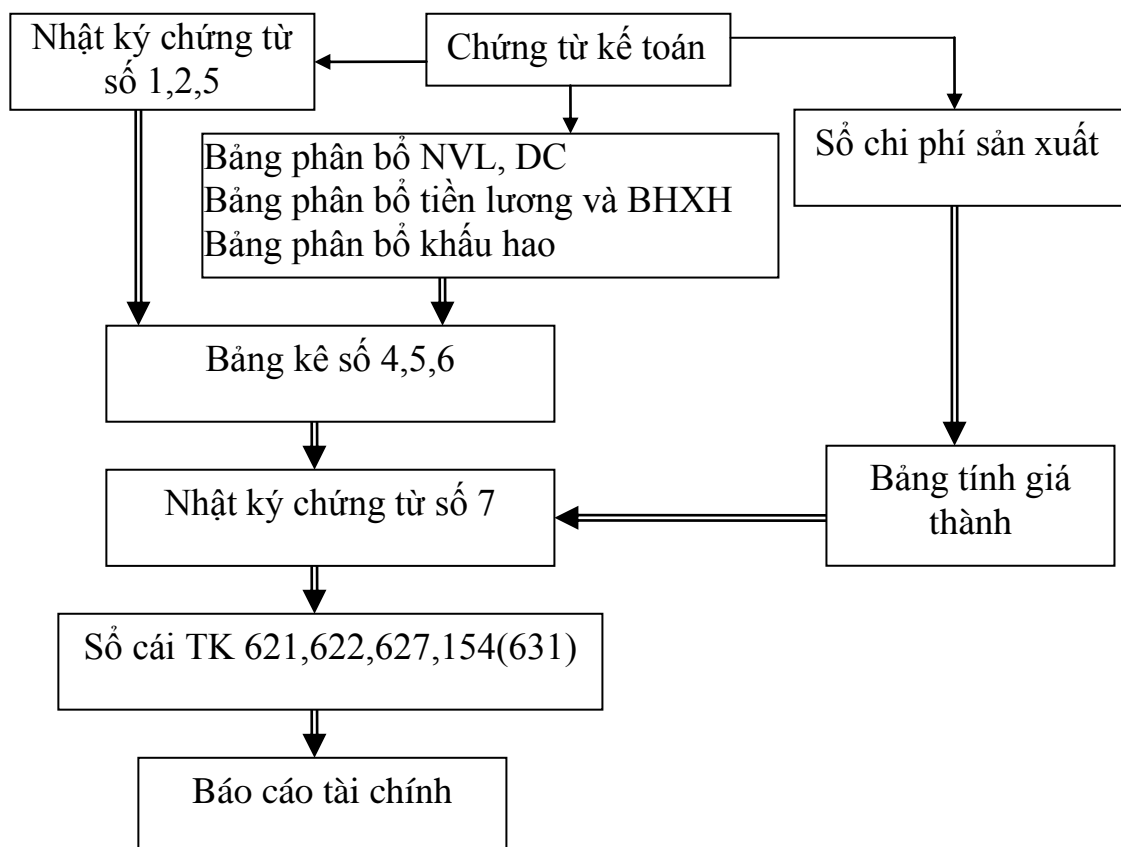 Nhật ký chứng từ
số 1,2,5
Chứng từ kế toán
Sổ chi phí sản xuất
Bảng phân bổ NVL, DC
Bảng phân bổ tiền lương và BHXH
Bảng phân bổ khấu hao
Bảng kê số 4,5,6
Nhật ký chứng từ số 7
Bảng tính giá
thành
Sổ cái TK 621,622,627,154(631)
Báo cáo tài chính